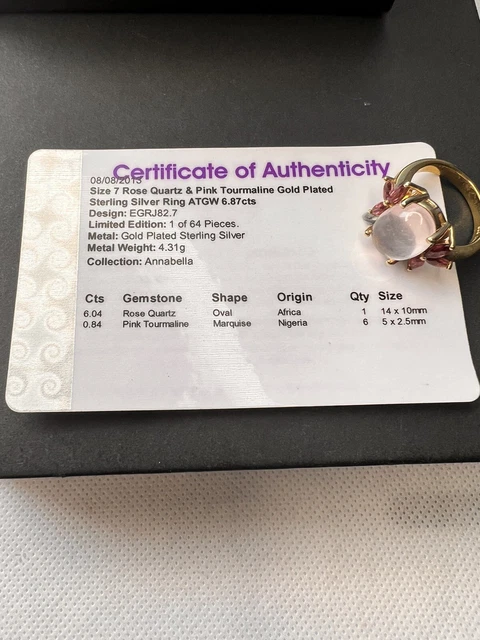 Certificate of Authenticity
08/08/2013
Size 7 Rose Quartz & Pink Tourmaline Gold Plated
Sterling Silver Ring ATGW 6.87cts
Design: EGRJ82.7
Limited Edition: 1 of 64 Pieces.
Metal: Gold Plated Sterling Silver
Metal Weight: 4.31g
Collection: Annabella
Cts Gemstone Shape Origin Qty Size
6.04 Rose Quartz Oval Africa 1 14 x 10mm
0.84 Pink Tourmaline Marquise Nigeria 6 5 x 2.5mm